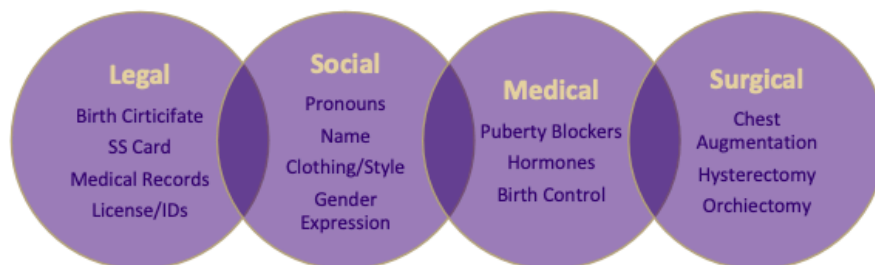 Legal
Birth Cirticifate
SS Card
Medical Records
License/IDs
Social
Pronouns
Name
Clothing/Style
Gender
Expression
Medical
Puberty Blockers
Hormones
Birth Control
Surgical
Chest
Augmentation
Hysterectomy
Orchiectomy